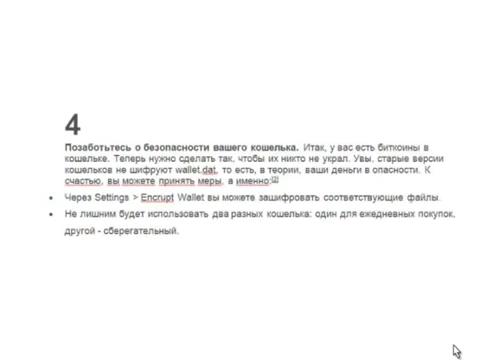 4
Позаботьтесь о безопасности вашего кошелька. Итак, у вас есть биткоины в
кошельке. Теперь нужно сделать так, чтобы их никто не украл. Увы, старые версии
кошельков не шифруют wallet.dat, то есть, в теории, ваши деньги в опасности. К
счастью, вы можете принять меры, а именно:[2]
• Через Settings > Encrupt Wallet вы можете зашифровать соответствующие файлы.
• Не лишним будет использовать два разных кошелька: один для ежедневных покупок,
другой - сберегательный.